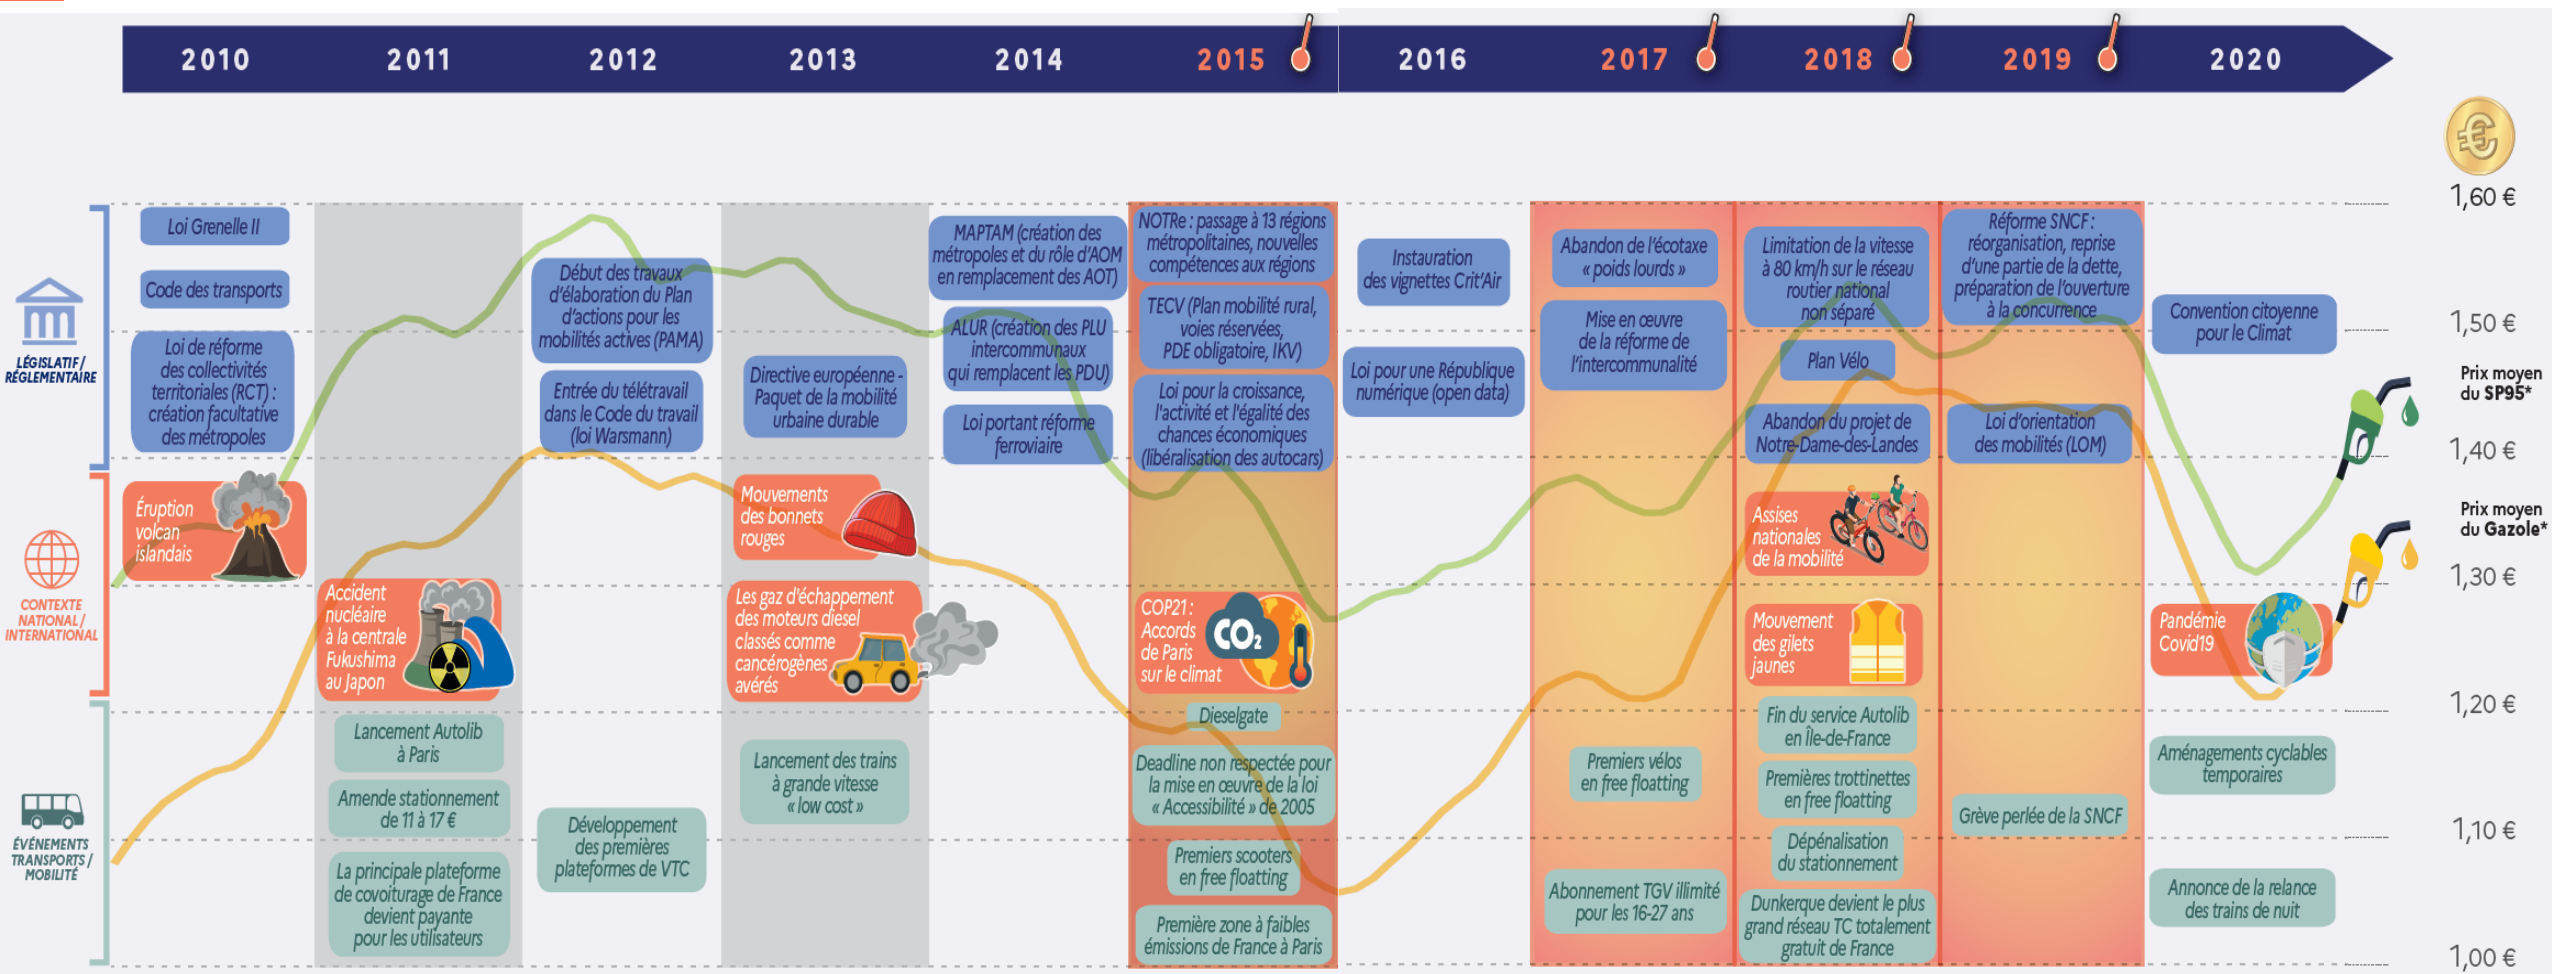 2010
2011
2012
2013
2014
2015
2016
2017
2018
2019
2020
LÉGISLATIF /
RÉGLEMENTAIRE
Loi Grenelle II
Code des transports
Loi de réforme
des collectivités
territoriales (RCT) :
création facultative
des métropoles
Début des travaux
d’élaboration du Plan
d’actions pour les
mobilités actives (PAMA)
Entrée du télétravail
dans le Code du travail
(loi Warsmann)
Directive européenne -
Paquet de la mobilité
urbaine durable
MAPTAM (création des
métropoles et du rôle d’AOM
en remplacement des AOT)
ALUR (création des PLU
intercommunaux
qui remplacent les PDU)
Loi portant réforme
ferroviaire
NOTRe : passage à 13 régions
métropolitaines, nouvelles
compétences aux régions
TECV (Plan mobilité rural,
voies réservées,
PDE obligatoire, IKV)
Loi pour la croissance,
l'activité et l'égalité des
chances économiques
(libéralisation des autocars)
Instauration
des vignettes Crit’Air
Loi pour une République
numérique (open data)
Abandon de l’écotaxe
« poids lourds »
Mise en œuvre
de la réforme de
l’intercommunalité
Limitation de la vitesse
à 80 km/h sur le réseau
routier national
non séparé
Plan Vélo
Abandon du projet de
Notre-Dame-des-Landes
Réforme SNCF :
réorganisation, reprise
d’une partie de la dette,
préparation de l’ouverture
à la concurrence
Loi d’orientation
des mobilités (LOM)
Convention citoyenne
pour le Climat
CONTEXTE
NATIONAL /
INTERNATIONAL
Éruption
volcan
islandais
Accident
nucléaire
à la centrale
Fukushima
au Japon
Mouvements
des bonnets
rouges
Les gaz d’échappement
des moteurs diesel
classés comme
cancérogènes
avérés
COP21 :
Accords
de Paris
sur le climat
CO2
Assises
nationales
de la mobilité
Mouvement
des gilets
jaunes
Pandémie
Covid19
ÉVÉNEMENTS
TRANSPORTS /
MOBILITÉ
Lancement Autolib
à Paris
Amende stationnement
de 11 à 17 €
La principale plateforme
de covoiturage de France
devient payante
pour les utilisateurs
Développement
des premières
plateformes de VTC
Lancement des trains
à grande vitesse
« low cost »
Dieselgate
Deadline non respectée pour
la mise en œuvre de la loi
« Accessibilité » de 2005
Premiers scooters
en free floatting
Première zone à faibles
émissions de France à Paris
Premiers vélos
en free floatting
Abonnement TGV illimité
pour les 16-27 ans
Fin du service Autolib
en Île-de-France
Premières trottinettes
en free floatting
Dépénalisation
du stationnement
Dunkerque devient le plus
grand réseau TC totalement
gratuit de France
Grève perlée de la SNCF
Aménagements cyclables
temporaires
Annonce de la relance
des trains de nuit
€
1,60 €
1,50 €
Prix moyen
du SP95*
1,40 €
Prix moyen
du Gazole*
1,30 €
1,20 €
1,10 €
1,00 €